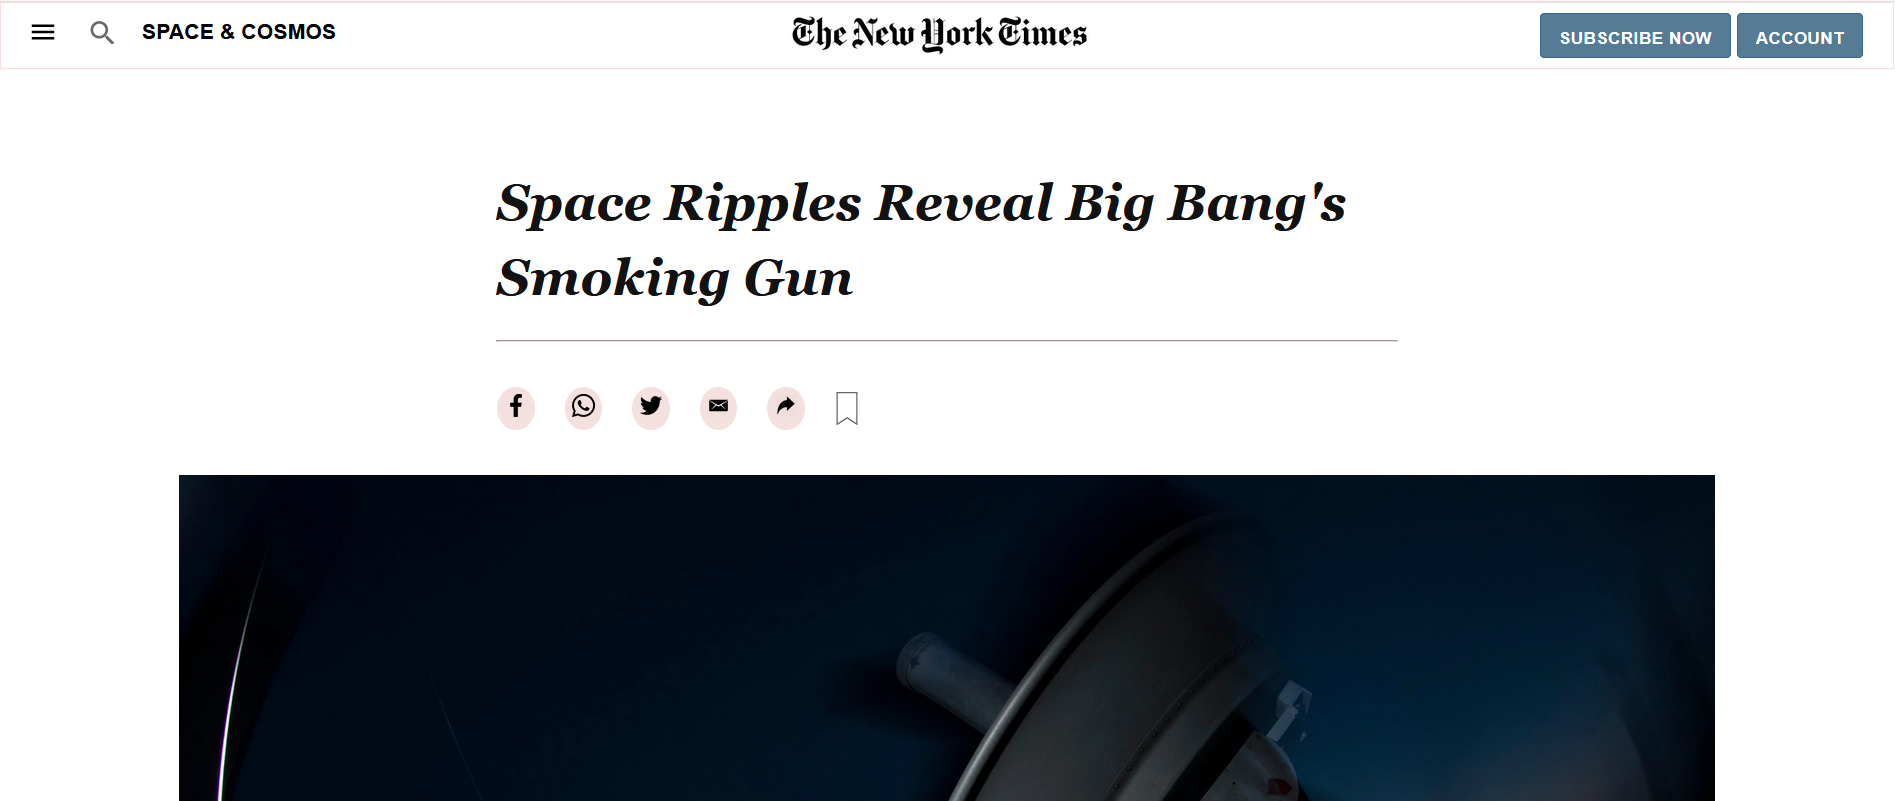 SPACE & COSMOS
The New York Times
SUBSCRIBE NOW
ACCOUNT
Space Ripples Reveal Big Bang's
Smoking Gun